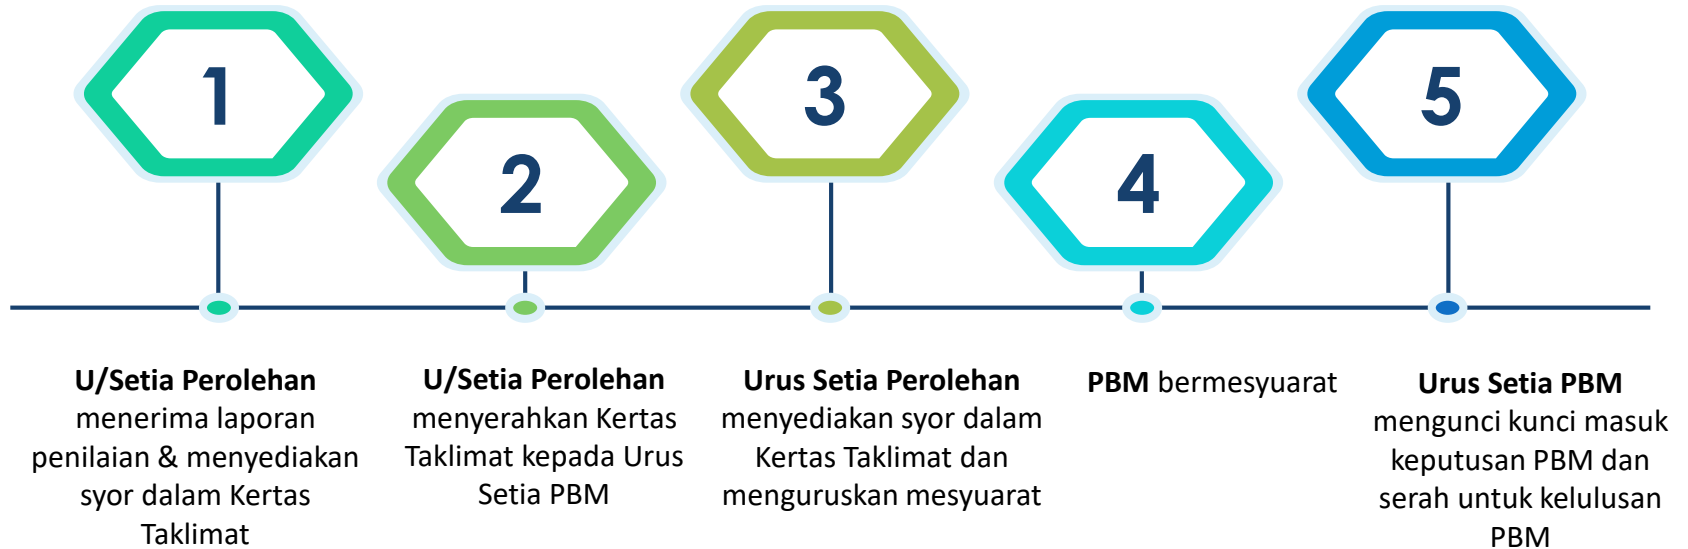 1
U/Setia Perolehan
menerima laporan
penilaian & menyediakan
syor dalam Kertas
Taklimat
2
U/Setia Perolehan
menyerahkan Kertas
Taklimat kepada Urus
Setia PBM
3
Urus Setia Perolehan
menyediakan syor dalam
Kertas Taklimat dan
menguruskan mesyuarat
4
PBM bermesyuarat
5
Urus Setia PBM
mengunci kunci masuk
keputusan PBM dan
serah untuk kelulusan
PBM